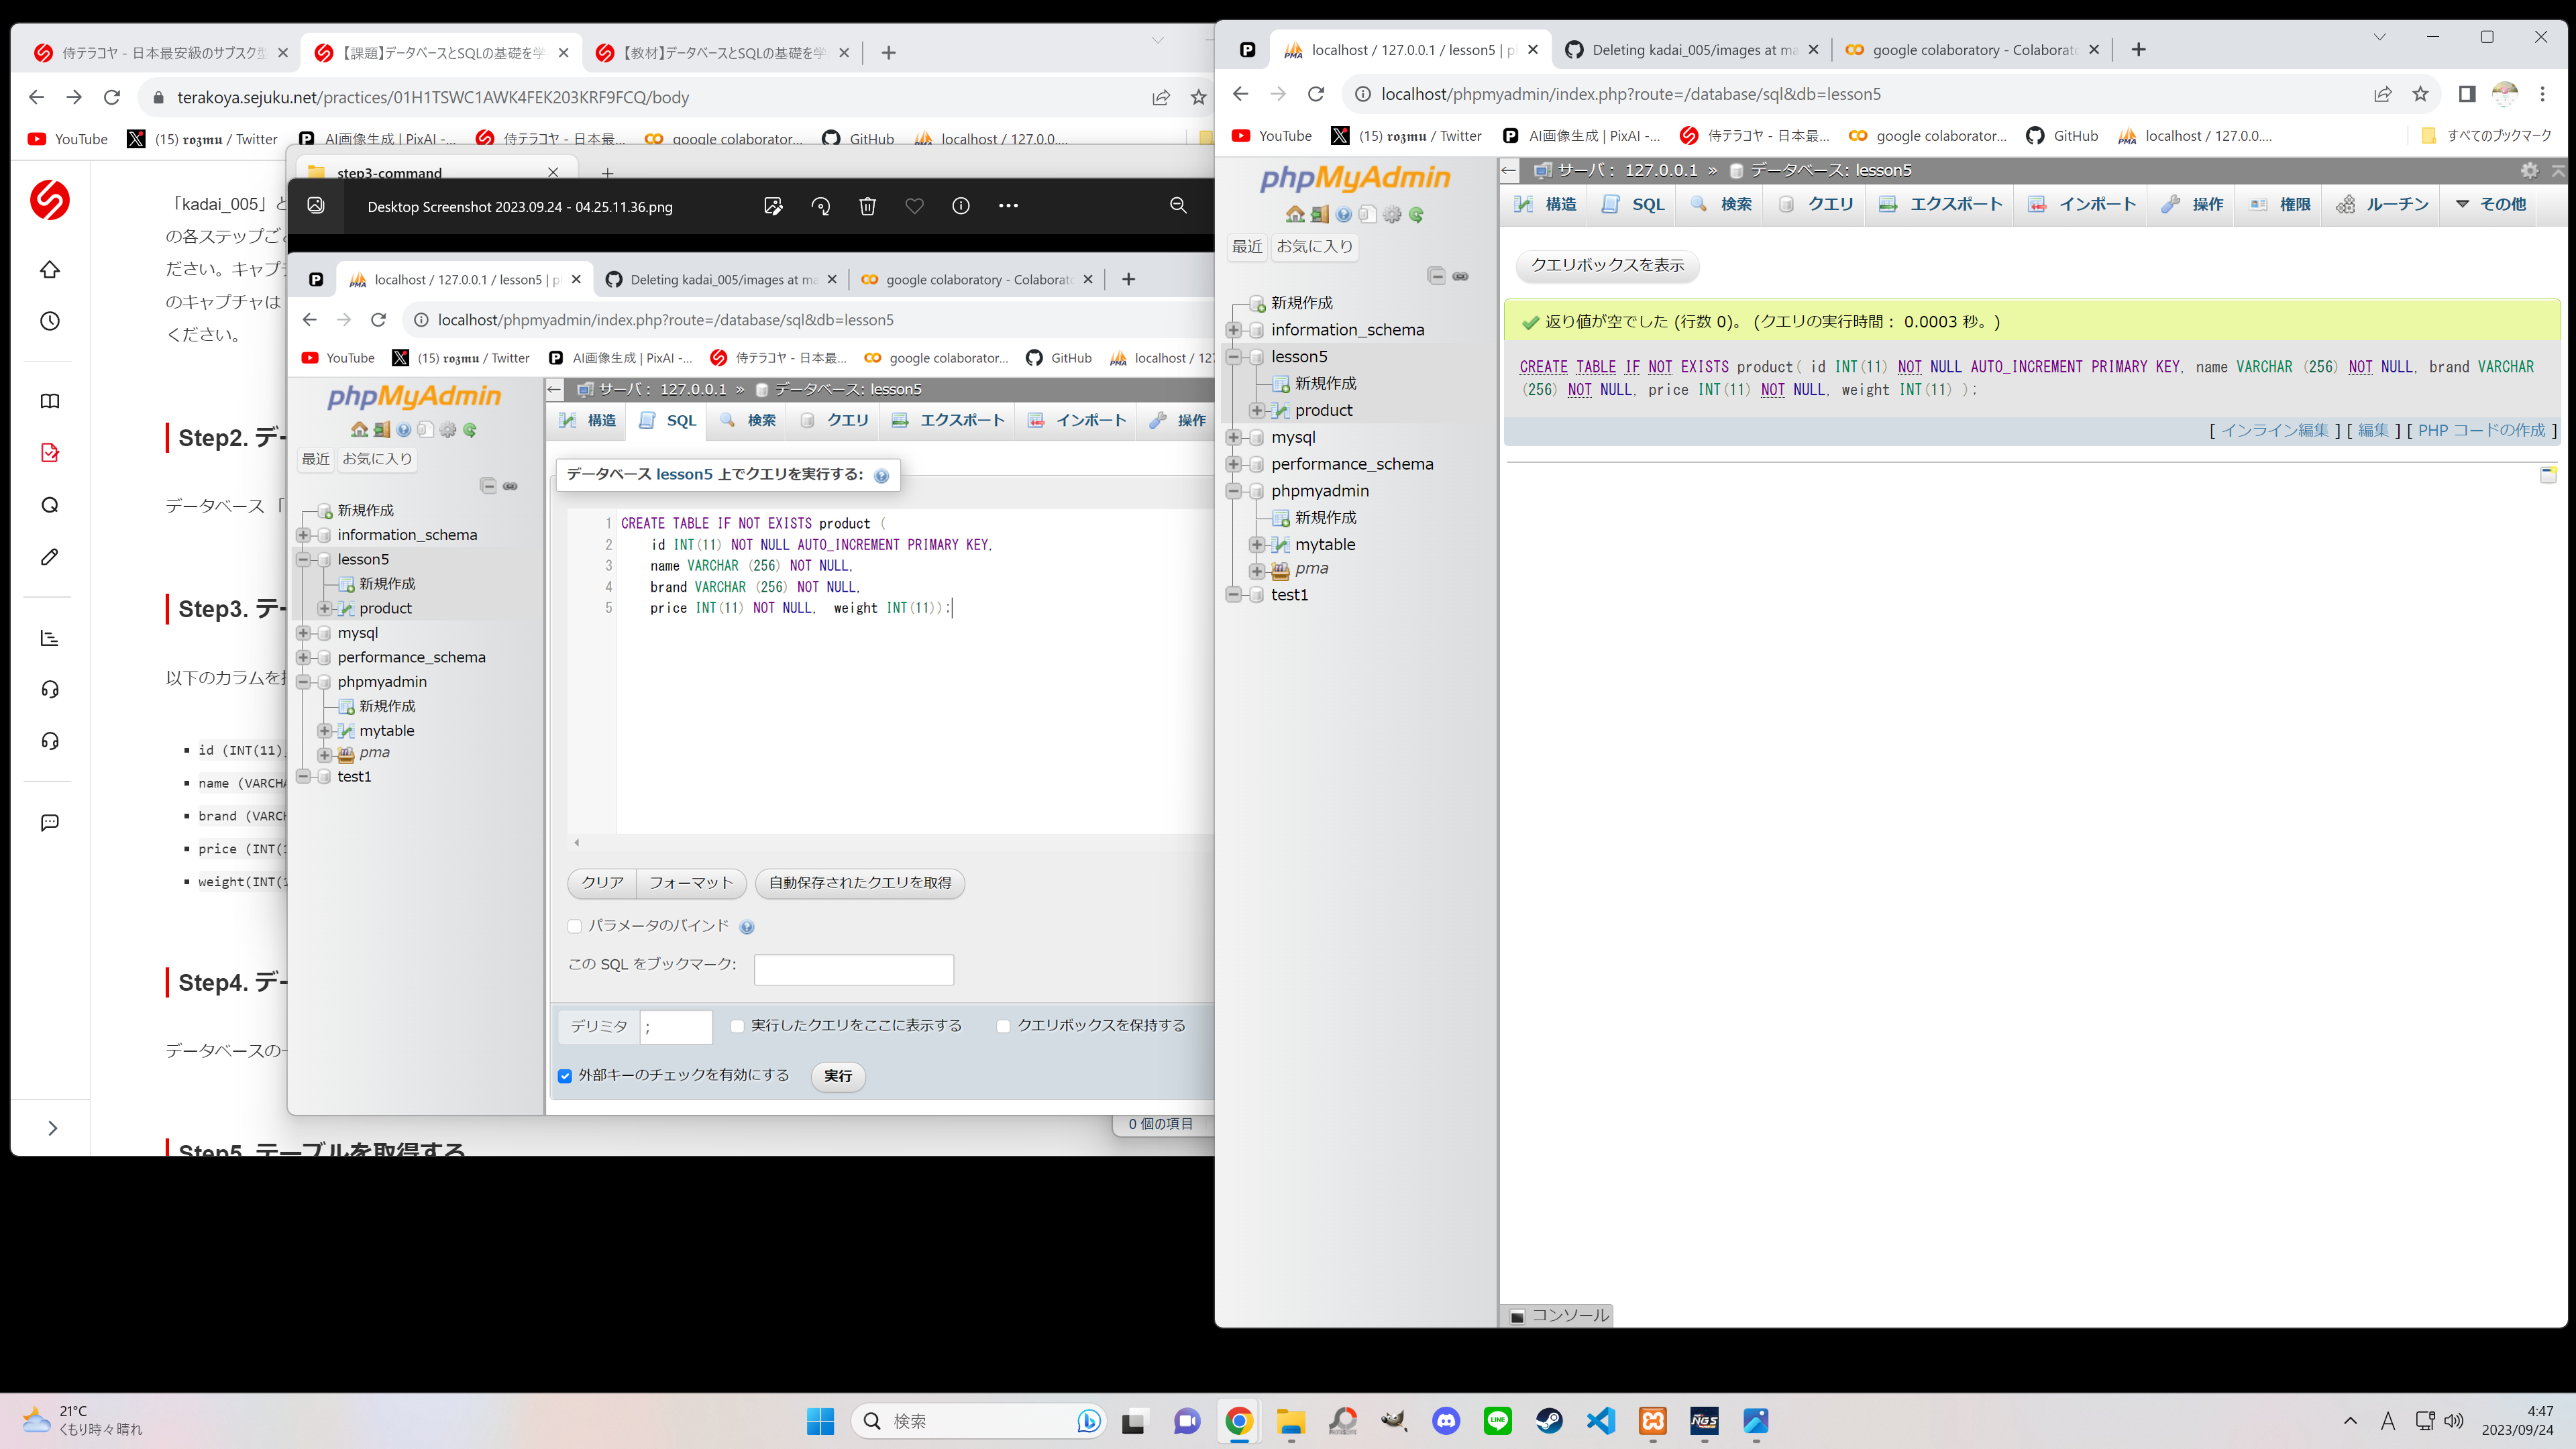 侍テラコヤ - 日本最安級のサブスク型
【課題】データベースとSQLの基礎を学
【教材】データベースとSQLの基礎を学
terakoya.sejuku.net/practices/01H1TSWC1AWK4FEK203KRF9FCQ/body
YouTube
(15) 𝖗𝖔𝖟𝖒𝖚 / Twitter
AI画像生成 | PixAI -...
侍テラコヤ - 日本最...
google colaborator...
GitHub
localhost / 127.0.0....
「kadai_005」と
の各ステップごと
ださい。キャプチ
のキャプチャは
ください。
Step2. デー
データベース「
Step3. デー
以下のカラムを持
id (INT(11)
name (VARCHA
brand (VARCH
price (INT(1
weight(INT(1
Step4. デー
データベースの一
Step5. テーブルを取得する
step3-command
0 個の項目
Desktop Screenshot 2023.09.24 - 04.25.11.36.png
localhost / 127.0.0.1 / lesson5 | p
Deleting kadai_005/images at ma
google colaboratory - Colaborato
localhost/phpmyadmin/index.php?route=/database/sql&db=lesson5
YouTube
(15) 𝖗𝖔𝖟𝖒𝖚 / Twitter
AI画像生成 | PixAI -...
侍テラコヤ - 日本最...
google colaborator...
GitHub
localhost / 127
phpMyAdmin
最近
お気に入り
新規作成
information_schema
lesson5
新規作成
product
mysql
performance_schema
phpmyadmin
新規作成
mytable
pma
test1
サーバ: 127.0.0.1 » データベース: lesson5
構造
SQL
検索
クエリ
エクスポート
インポート
操作
データベース lesson5 上でクエリを実行する:
1 CREATE TABLE IF NOT EXISTS product (
2 id INT(11) NOT NULL AUTO_INCREMENT PRIMARY KEY,
3 name VARCHAR (256) NOT NULL,
4 brand VARCHAR (256) NOT NULL,
5 price INT(11) NOT NULL, weight INT(11));
クリア
フォーマット
自動保存されたクエリを取得
パラメータのバインド
この SQL をブックマーク:
デリミタ
;
実行したクエリをここに表示する
クエリボックスを保持する
外部キーのチェックを有効にする
実行
localhost / 127.0.0.1 / lesson5 | p
Deleting kadai_005/images at ma
google colaboratory - Colaborato
localhost/phpmyadmin/index.php?route=/database/sql&db=lesson5
YouTube
(15) 𝖗𝖔𝖟𝖒𝖚 / Twitter
AI画像生成 | PixAI -...
侍テラコヤ - 日本最...
google colaborator...
GitHub
localhost / 127.0.0....
すべてのブックマーク
phpMyAdmin
最近
お気に入り
新規作成
information_schema
lesson5
新規作成
product
mysql
performance_schema
phpmyadmin
新規作成
mytable
pma
test1
サーバ: 127.0.0.1 » データベース: lesson5
構造
SQL
検索
クエリ
エクスポート
インポート
操作
権限
ルーチン
その他
クエリボックスを表示
返り値が空でした (行数 0)。 (クエリの実行時間: 0.0003 秒。)
CREATE TABLE IF NOT EXISTS product( id INT(11) NOT NULL AUTO_INCREMENT PRIMARY KEY, name VARCHAR (256) NOT NULL, brand VARCHAR
(256) NOT NULL, price INT(11) NOT NULL, weight INT(11) );
[ インライン編集 ] [ 編集 ] [ PHP コードの作成 ]
コンソール
21°C
くもり時々晴れ
検索
A
4:47
2023/09/24